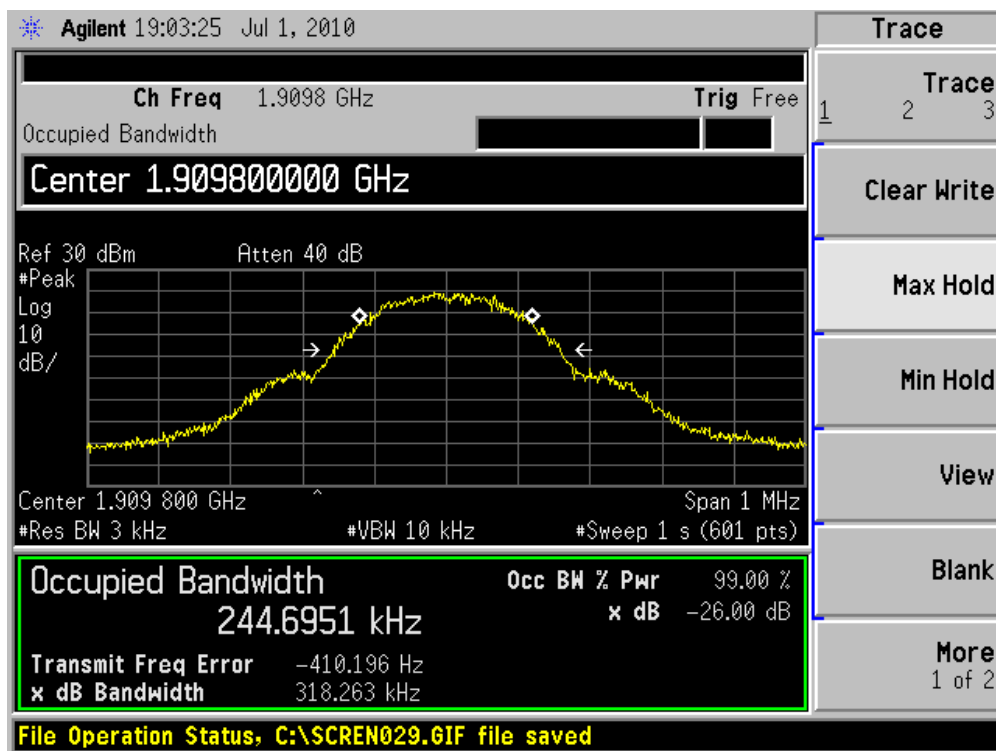 Agilent 19:03:25 Jul 1, 2010
Trace
Ch Freq 1.9098 GHz
Trig Free
Occupied Bandwidth
Center 1.909800000 GHz
Ref 30 dBm
Atten 40 dB
#Peak
Log
10
dB/
Center 1.909 800 GHz
Span 1 MHz
#Res BW 3 kHz
#VBW 10 kHz
#Sweep 1 s (601 pts)
Occupied Bandwidth
244.6951 kHz
Occ BW % Pwr 99.00 %
x dB -26.00 dB
Transmit Freq Error -410.196 Hz
x dB Bandwidth 318.263 kHz
File Operation Status, C:\SCREN029.GIF file saved
Trace
1 2 3
Clear Write
Max Hold
Min Hold
View
Blank
More
1 of 2